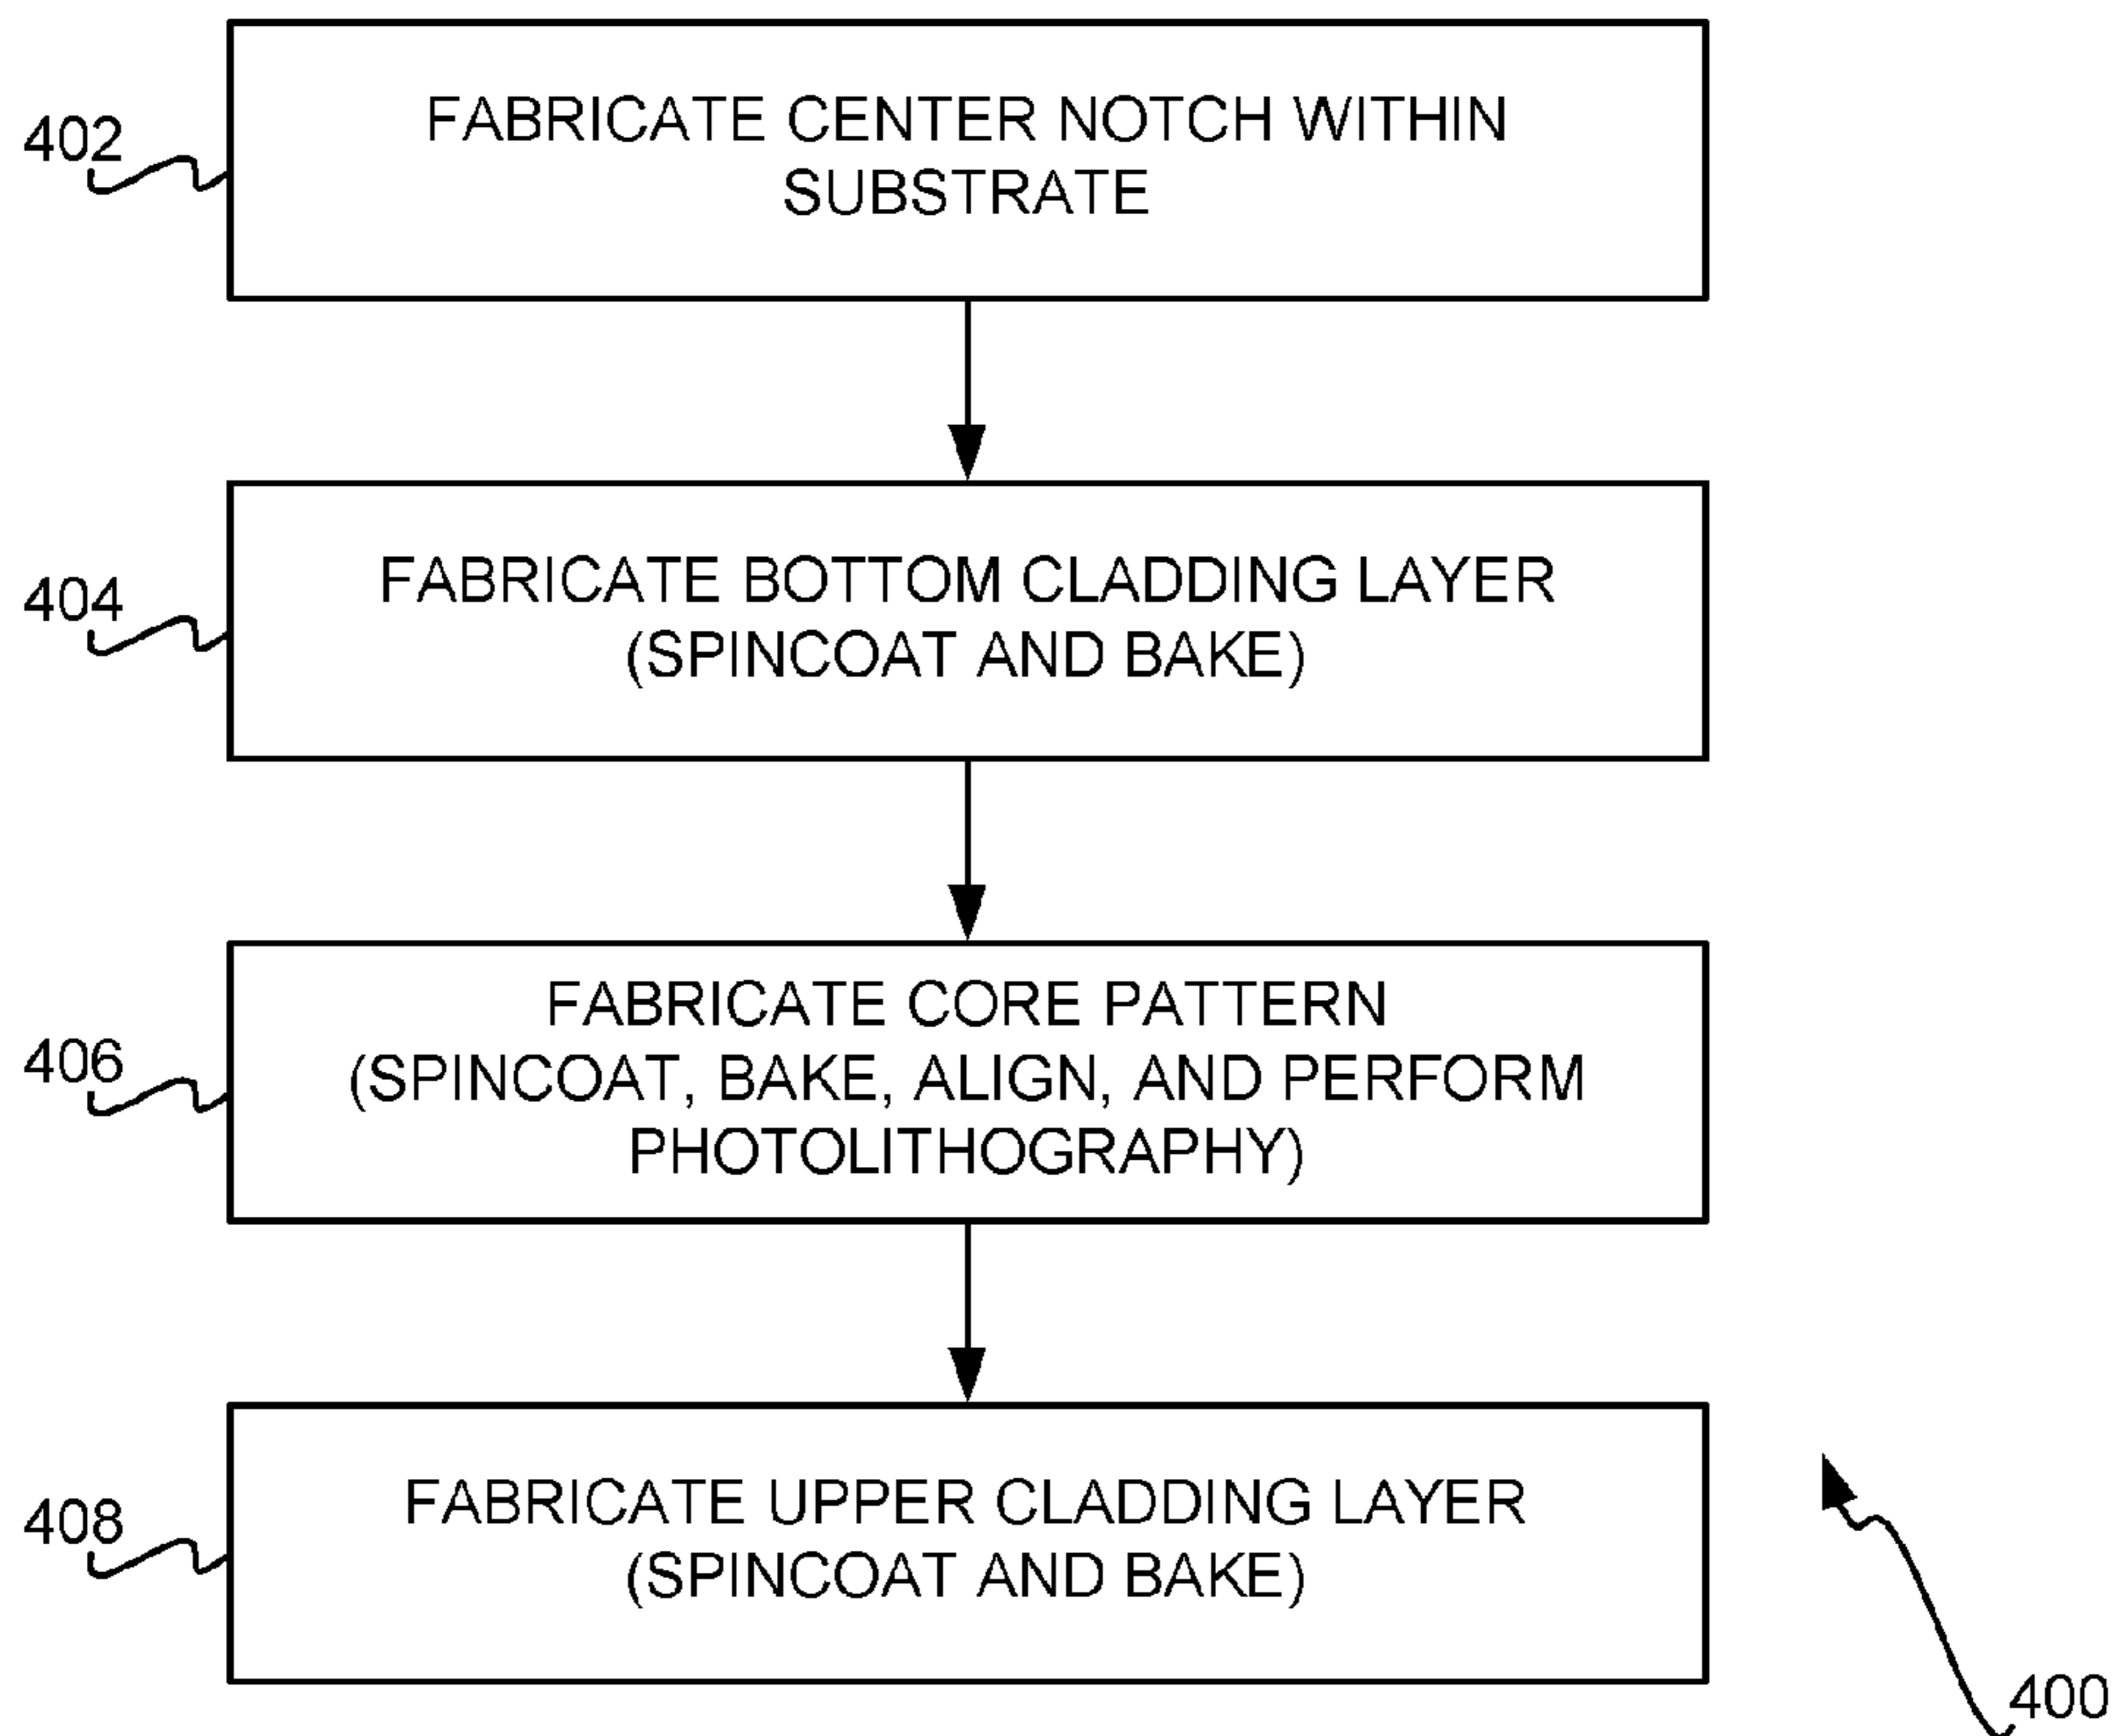 402
FABRICATE CENTER NOTCH WITHIN
SUBSTRATE
404
FABRICATE BOTTOM CLADDING LAYER
(SPINCOAT AND BAKE)
406
FABRICATE CORE PATTERN
(SPINCOAT, BAKE, ALIGN, AND PERFORM
PHOTOLITHOGRAPHY)
408
FABRICATE UPPER CLADDING LAYER
(SPINCOAT AND BAKE)
400